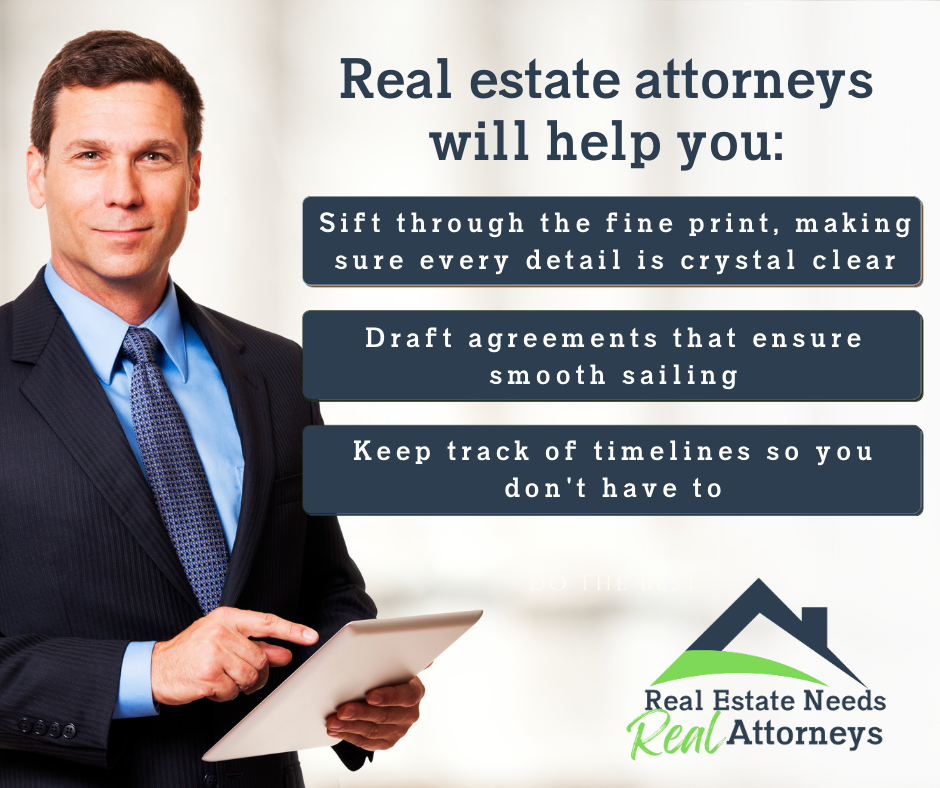 Real estate attorneys
will help you:
Sift through the fine print, making
sure every detail is crystal clear
Draft agreements that ensure
smooth sailing
Keep track of timelines so you
don't have to
DO THE
Real Estate Needs
Real Attorneys